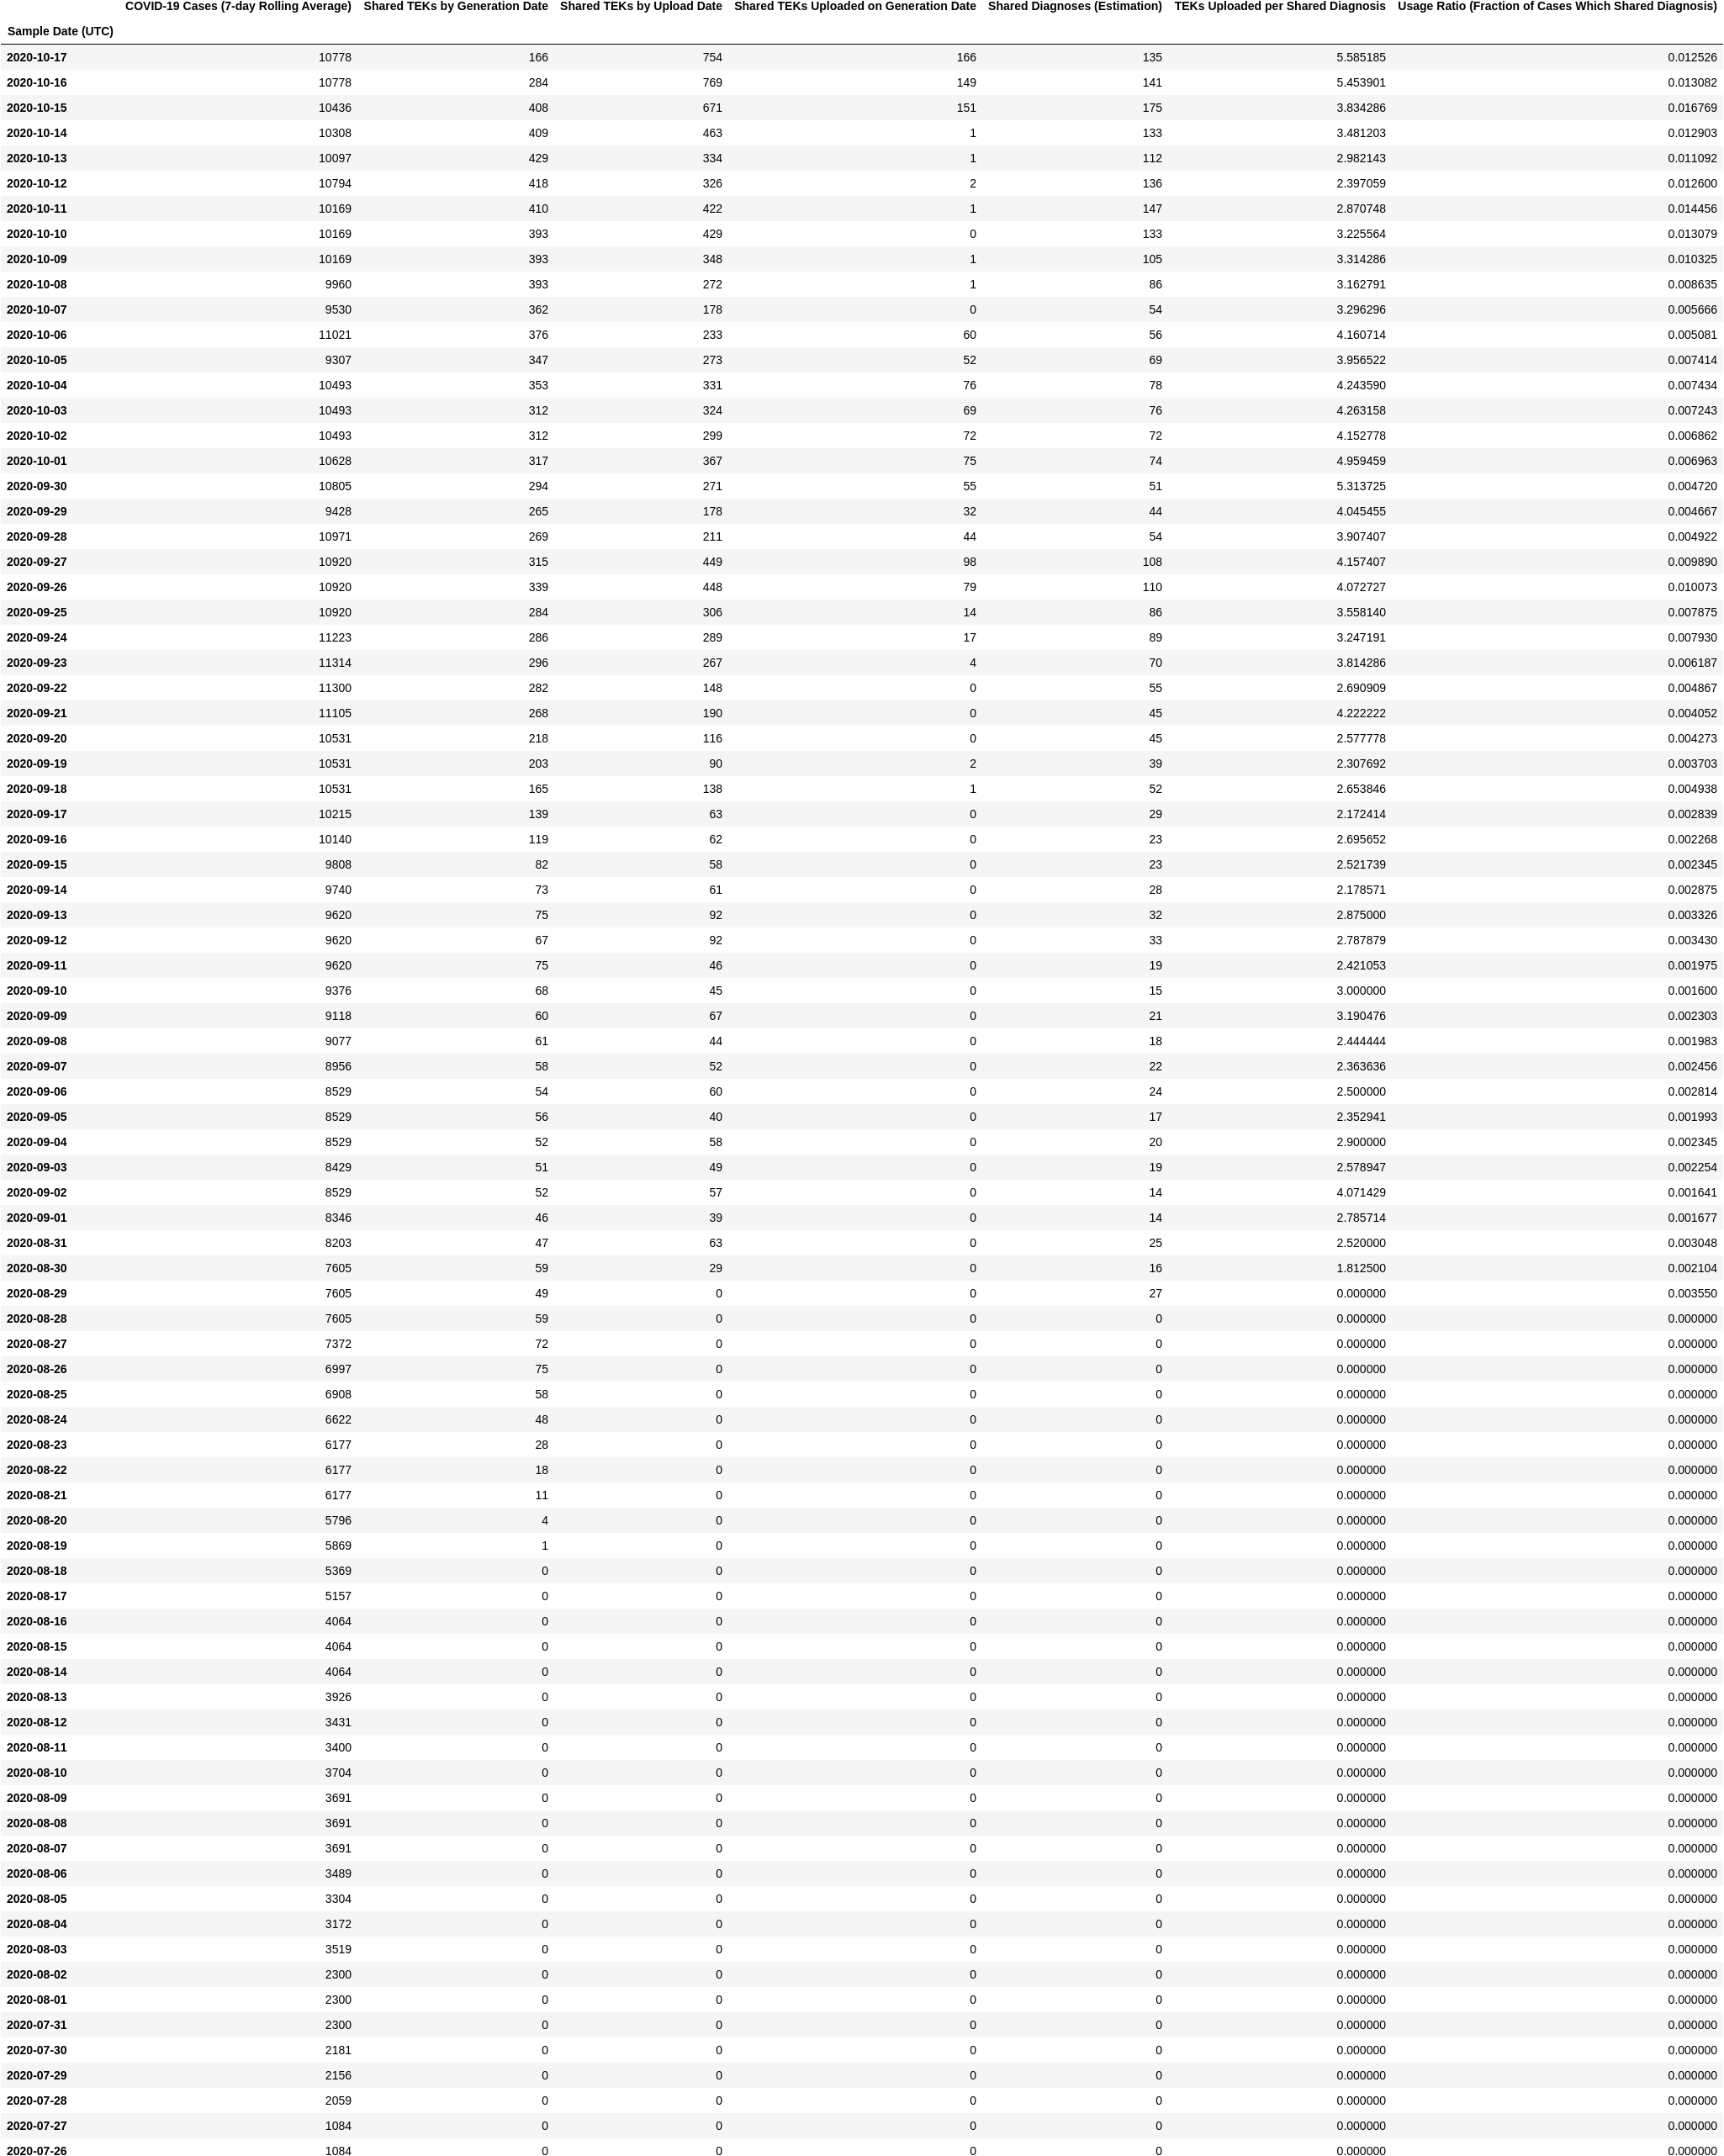 COVID-19 Cases (7-day Rolling Average) Shared TEKs by Generation Date Shared TEKs by Upload Date Shared TEKs Uploaded on Generation Date Shared Diagnoses (Estimation) TEKs Uploaded per Shared Diagnosis Usage Ratio (Fraction of Cases Which Shared Diagnosis)
Sample Date (UTC)
2020-10-17 10778 166 754 166 135 5.585185 0.012526
2020-10-16 10778 284 769 149 141 5.453901 0.013082
2020-10-15 10436 408 671 151 175 3.834286 0.016769
2020-10-14 10308 409 463 1 133 3.481203 0.012903
2020-10-13 10097 429 334 1 112 2.982143 0.011092
2020-10-12 10794 418 326 2 136 2.397059 0.012600
2020-10-11 10169 410 422 1 147 2.870748 0.014456
2020-10-10 10169 393 429 0 133 3.225564 0.013079
2020-10-09 10169 393 348 1 105 3.314286 0.010325
2020-10-08 9960 393 272 1 86 3.162791 0.008635
2020-10-07 9530 362 178 0 54 3.296296 0.005666
2020-10-06 11021 376 233 60 56 4.160714 0.005081
2020-10-05 9307 347 273 52 69 3.956522 0.007414
2020-10-04 10493 353 331 76 78 4.243590 0.007434
2020-10-03 10493 312 324 69 76 4.263158 0.007243
2020-10-02 10493 312 299 72 72 4.152778 0.006862
2020-10-01 10628 317 367 75 74 4.959459 0.006963
2020-09-30 10805 294 271 55 51 5.313725 0.004720
2020-09-29 9428 265 178 32 44 4.045455 0.004667
2020-09-28 10971 269 211 44 54 3.907407 0.004922
2020-09-27 10920 315 449 98 108 4.157407 0.009890
2020-09-26 10920 339 448 79 110 4.072727 0.010073
2020-09-25 10920 284 306 14 86 3.558140 0.007875
2020-09-24 11223 286 289 17 89 3.247191 0.007930
2020-09-23 11314 296 267 4 70 3.814286 0.006187
2020-09-22 11300 282 148 0 55 2.690909 0.004867
2020-09-21 11105 268 190 0 45 4.222222 0.004052
2020-09-20 10531 218 116 0 45 2.577778 0.004273
2020-09-19 10531 203 90 2 39 2.307692 0.003703
2020-09-18 10531 165 138 1 52 2.653846 0.004938
2020-09-17 10215 139 63 0 29 2.172414 0.002839
2020-09-16 10140 119 62 0 23 2.695652 0.002268
2020-09-15 9808 82 58 0 23 2.521739 0.002345
2020-09-14 9740 73 61 0 28 2.178571 0.002875
2020-09-13 9620 75 92 0 32 2.875000 0.003326
2020-09-12 9620 67 92 0 33 2.787879 0.003430
2020-09-11 9620 75 46 0 19 2.421053 0.001975
2020-09-10 9376 68 45 0 15 3.000000 0.001600
2020-09-09 9118 60 67 0 21 3.190476 0.002303
2020-09-08 9077 61 44 0 18 2.444444 0.001983
2020-09-07 8956 58 52 0 22 2.363636 0.002456
2020-09-06 8529 54 60 0 24 2.500000 0.002814
2020-09-05 8529 56 40 0 17 2.352941 0.001993
2020-09-04 8529 52 58 0 20 2.900000 0.002345
2020-09-03 8429 51 49 0 19 2.578947 0.002254
2020-09-02 8529 52 57 0 14 4.071429 0.001641
2020-09-01 8346 46 39 0 14 2.785714 0.001677
2020-08-31 8203 47 63 0 25 2.520000 0.003048
2020-08-30 7605 59 29 0 16 1.812500 0.002104
2020-08-29 7605 49 0 0 27 0.000000 0.003550
2020-08-28 7605 59 0 0 0 0.000000 0.000000
2020-08-27 7372 72 0 0 0 0.000000 0.000000
2020-08-26 6997 75 0 0 0 0.000000 0.000000
2020-08-25 6908 58 0 0 0 0.000000 0.000000
2020-08-24 6622 48 0 0 0 0.000000 0.000000
2020-08-23 6177 28 0 0 0 0.000000 0.000000
2020-08-22 6177 18 0 0 0 0.000000 0.000000
2020-08-21 6177 11 0 0 0 0.000000 0.000000
2020-08-20 5796 4 0 0 0 0.000000 0.000000
2020-08-19 5869 1 0 0 0 0.000000 0.000000
2020-08-18 5369 0 0 0 0 0.000000 0.000000
2020-08-17 5157 0 0 0 0 0.000000 0.000000
2020-08-16 4064 0 0 0 0 0.000000 0.000000
2020-08-15 4064 0 0 0 0 0.000000 0.000000
2020-08-14 4064 0 0 0 0 0.000000 0.000000
2020-08-13 3926 0 0 0 0 0.000000 0.000000
2020-08-12 3431 0 0 0 0 0.000000 0.000000
2020-08-11 3400 0 0 0 0 0.000000 0.000000
2020-08-10 3704 0 0 0 0 0.000000 0.000000
2020-08-09 3691 0 0 0 0 0.000000 0.000000
2020-08-08 3691 0 0 0 0 0.000000 0.000000
2020-08-07 3691 0 0 0 0 0.000000 0.000000
2020-08-06 3489 0 0 0 0 0.000000 0.000000
2020-08-05 3304 0 0 0 0 0.000000 0.000000
2020-08-04 3172 0 0 0 0 0.000000 0.000000
2020-08-03 3519 0 0 0 0 0.000000 0.000000
2020-08-02 2300 0 0 0 0 0.000000 0.000000
2020-08-01 2300 0 0 0 0 0.000000 0.000000
2020-07-31 2300 0 0 0 0 0.000000 0.000000
2020-07-30 2181 0 0 0 0 0.000000 0.000000
2020-07-29 2156 0 0 0 0 0.000000 0.000000
2020-07-28 2059 0 0 0 0 0.000000 0.000000
2020-07-27 1084 0 0 0 0 0.000000 0.000000
2020-07-26 1084 0 0 0 0 0.000000 0.000000